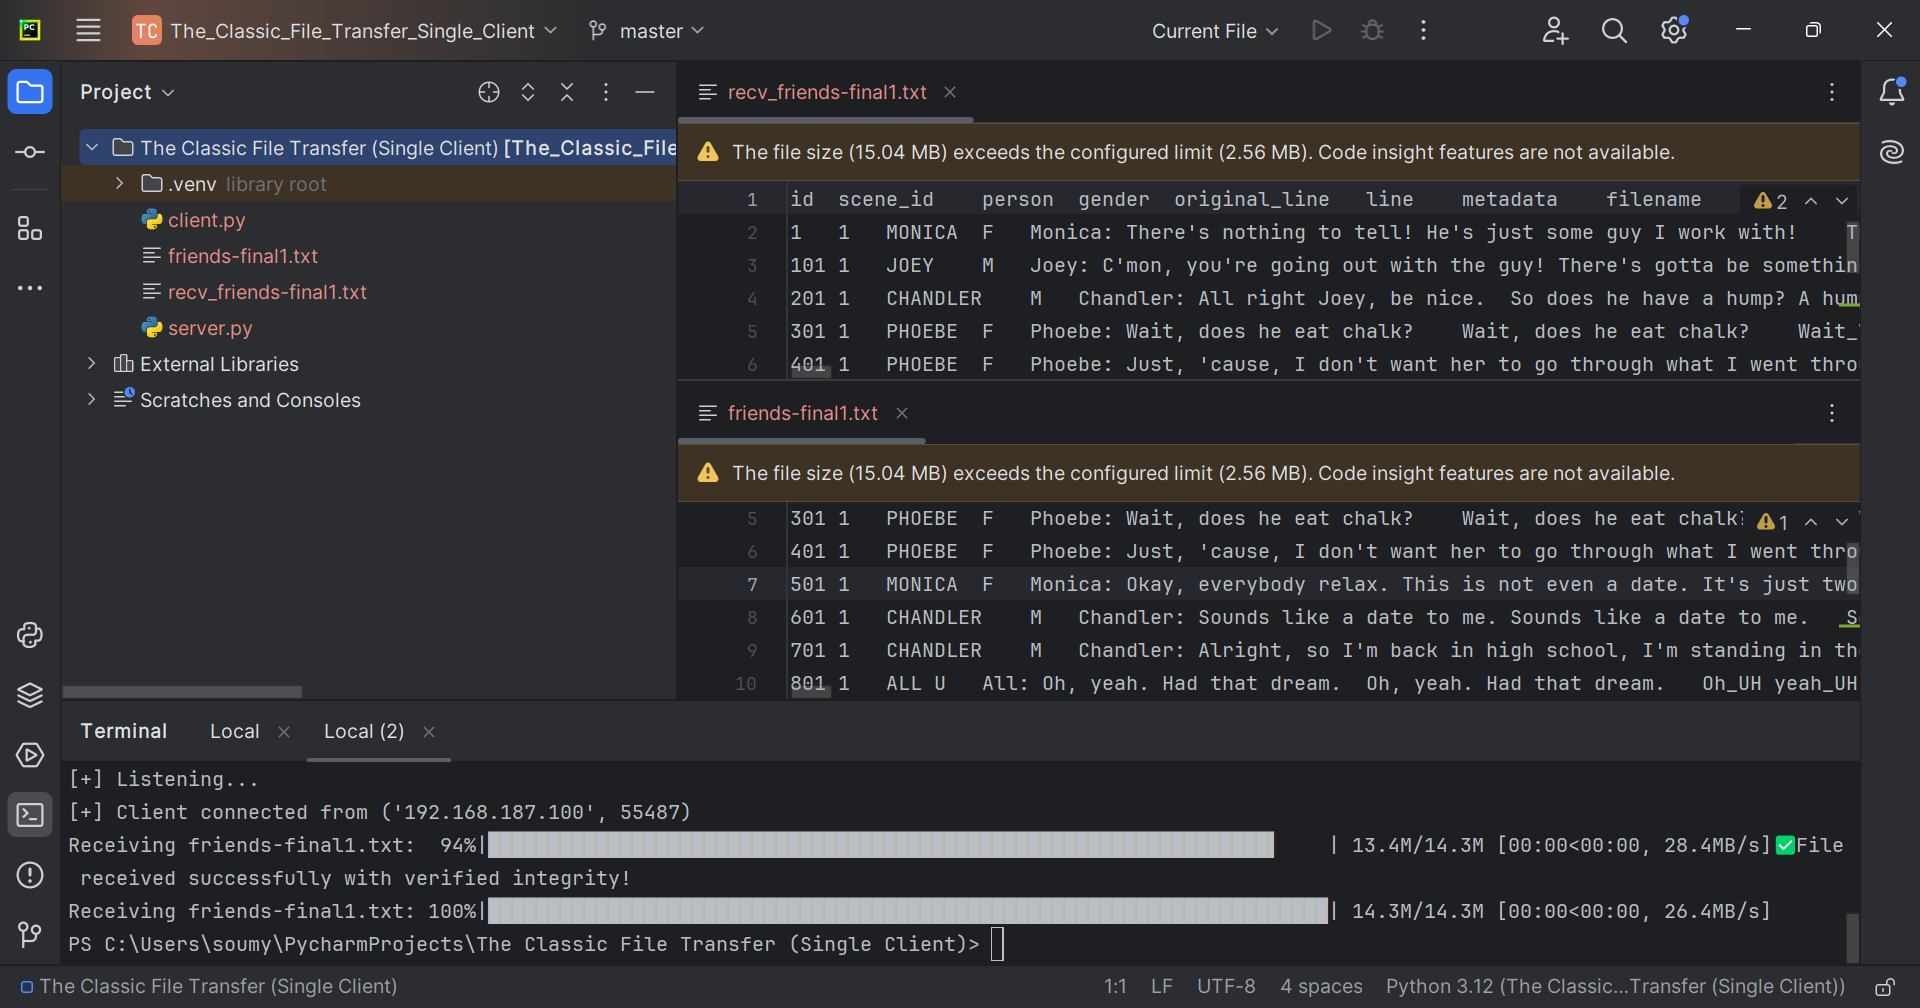 PC
TC The_Classic_File_Transfer_Single_Client master Current File
Project
The Classic File Transfer (Single Client) [The_Classic_File
.venv library root
client.py
friends-final1.txt
recv_friends-final1.txt
server.py
External Libraries
Scratches and Consoles
recv_friends-final1.txt
The file size (15.04 MB) exceeds the configured limit (2.56 MB). Code insight features are not available.
1 id scene_id person gender original_line line metadata filename 2
2 1 1 MONICA F Monica: There's nothing to tell! He's just some guy I work with! T
3 101 1 JOEY M Joey: C'mon, you're going out with the guy! There's gotta be somethin
4 201 1 CHANDLER M Chandler: All right Joey, be nice. So does he have a hump? A hum
5 301 1 PHOEBE F Phoebe: Wait, does he eat chalk? Wait, does he eat chalk? Wait_
6 401 1 PHOEBE F Phoebe: Just, 'cause, I don't want her to go through what I went thro
friends-final1.txt
The file size (15.04 MB) exceeds the configured limit (2.56 MB). Code insight features are not available.
5 301 1 PHOEBE F Phoebe: Wait, does he eat chalk? Wait, does he eat chalk? 1
6 401 1 PHOEBE F Phoebe: Just, 'cause, I don't want her to go through what I went thro
7 501 1 MONICA F Monica: Okay, everybody relax. This is not even a date. It's just two
8 601 1 CHANDLER M Chandler: Sounds like a date to me. Sounds like a date to me. S
9 701 1 CHANDLER M Chandler: Alright, so I'm back in high school, I'm standing in th
10 801 1 ALL U All: Oh, yeah. Had that dream. Oh, yeah. Had that dream. Oh_UH yeah_UH
Terminal Local Local (2)
[+] Listening...
[+] Client connected from ('192.168.187.100', 55487)
Receiving friends-final1.txt: 94%| | 13.4M/14.3M [00:00<00:00, 28.4MB/s]✅File
received successfully with verified integrity!
Receiving friends-final1.txt: 100%| | 14.3M/14.3M [00:00<00:00, 26.4MB/s]
PS C:\Users\soumy\PycharmProjects\The Classic File Transfer (Single Client)>
The Classic File Transfer (Single Client) 1:1 LF UTF-8 4 spaces Python 3.12 (The Classic...Transfer (Single Client))